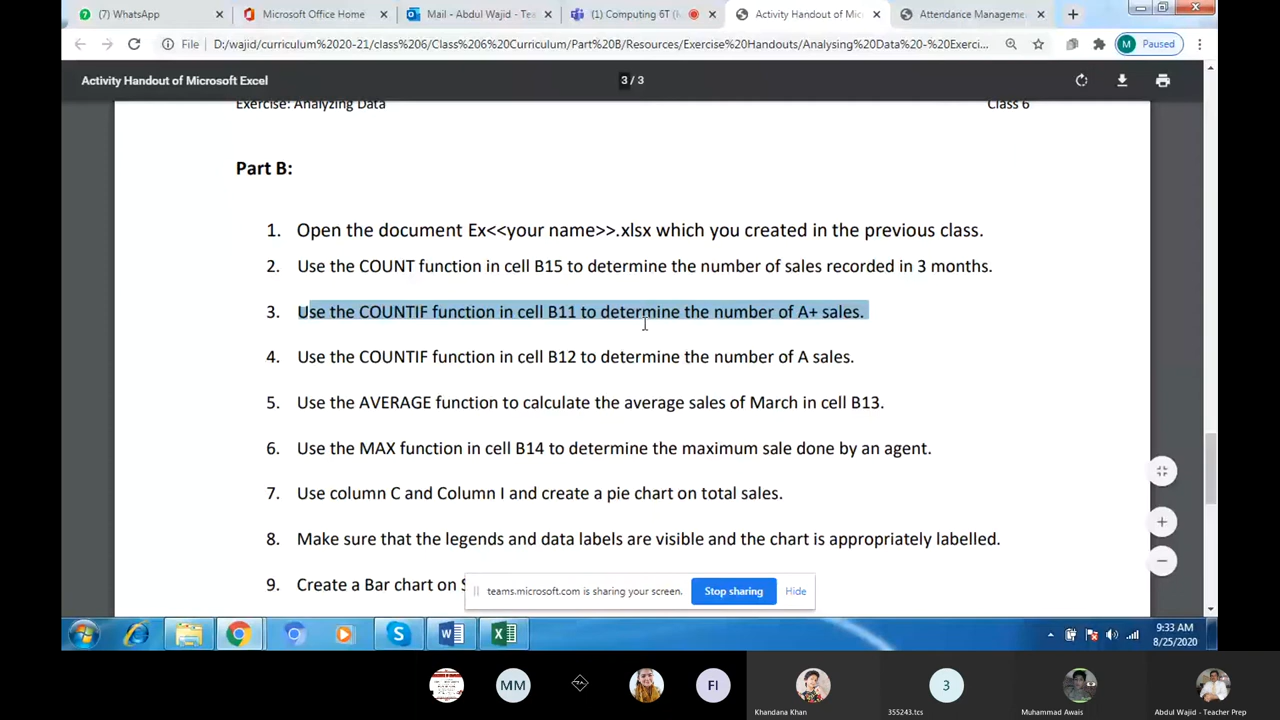 (7) WhatsApp
Microsoft Office Home
Mail - Abdul Wajid - T
(1) Computing 6T (
Activity Handout of Mic
Attendance Managem
File
D:/wajid/curriculum%2020-21/class%206/Class%206%20Curriculum/Part%20B/Resources/Exercise%20Handouts/Analysing%20Data%20-%20Exerci...
M
Paused
Activity Handout of Microsoft Excel
3 / 3
Exercise: Analyzing Data
Class 6
Part B:
1. Open the document Ex<<your name>>.xlsx which you created in the previous class.
2. Use the COUNT function in cell B15 to determine the number of sales recorded in 3 months.
3. Use the COUNTIF function in cell B11 to determine the number of A+ sales.
4. Use the COUNTIF function in cell B12 to determine the number of A sales.
5. Use the AVERAGE function to calculate the average sales of March in cell B13.
6. Use the MAX function in cell B14 to determine the maximum sale done by an agent.
7. Use column C and Column I and create a pie chart on total sales.
8. Make sure that the legends and data labels are visible and the chart is appropriately labelled.
9. Create a Bar chart on S
teams.microsoft.com is sharing your screen.
Stop sharing
Hide
9:33 AM
8/25/2020
MM
FI
3
Khandana Khan
355243.tcs
Muhammad Awais
Abdul Wajid - Teacher Prep